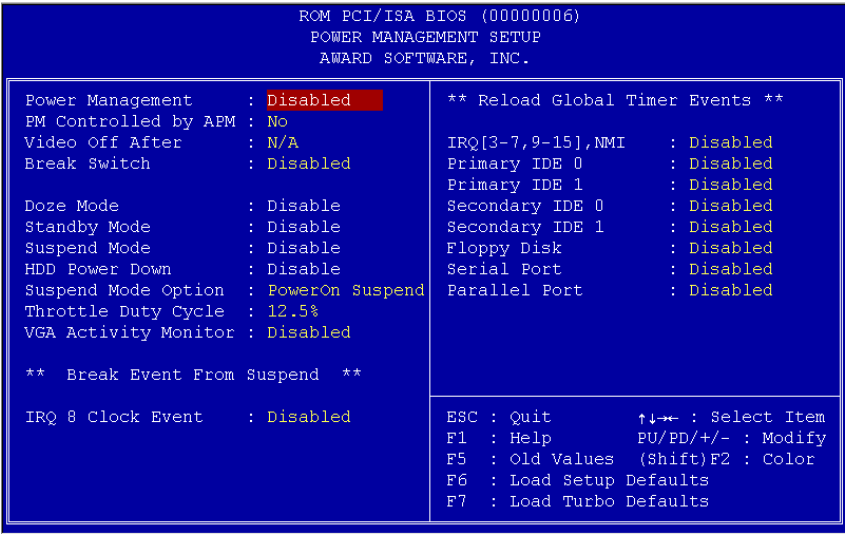 ROM PCI/ISA BIOS (00000006)
POWER MANAGEMENT SETUP
AWARD SOFTWARE, INC.
Power Management : Disabled
PM Controlled by APM : No
Video Off After : N/A
Break Switch : Disabled
Doze Mode : Disable
Standby Mode : Disable
Suspend Mode : Disable
HDD Power Down : Disable
Suspend Mode Option : PowerOn Suspend
Throttle Duty Cycle : 12.5%
VGA Activity Monitor : Disabled
** Break Event From Suspend **
IRQ 8 Clock Event : Disabled
** Reload Global Timer Events **
IRQ[3-7,9-15],NMI : Disabled
Primary IDE 0 : Disabled
Primary IDE 1 : Disabled
Secondary IDE 0 : Disabled
Secondary IDE 1 : Disabled
Floppy Disk : Disabled
Serial Port : Disabled
Parallel Port : Disabled
ESC : Quit ↑↓→← : Select Item
F1 : Help PU/PD/+/- : Modify
F5 : Old Values (Shift)F2 : Color
F6 : Load Setup Defaults
F7 : Load Turbo Defaults